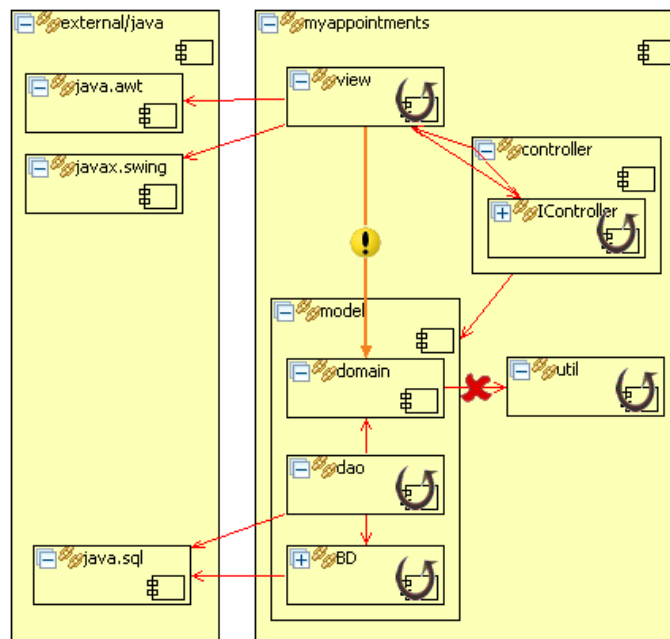 external/java
java.awt
javax.swing
java.sql
myappointments
view
controller
IController
model
domain
util
dao
BD